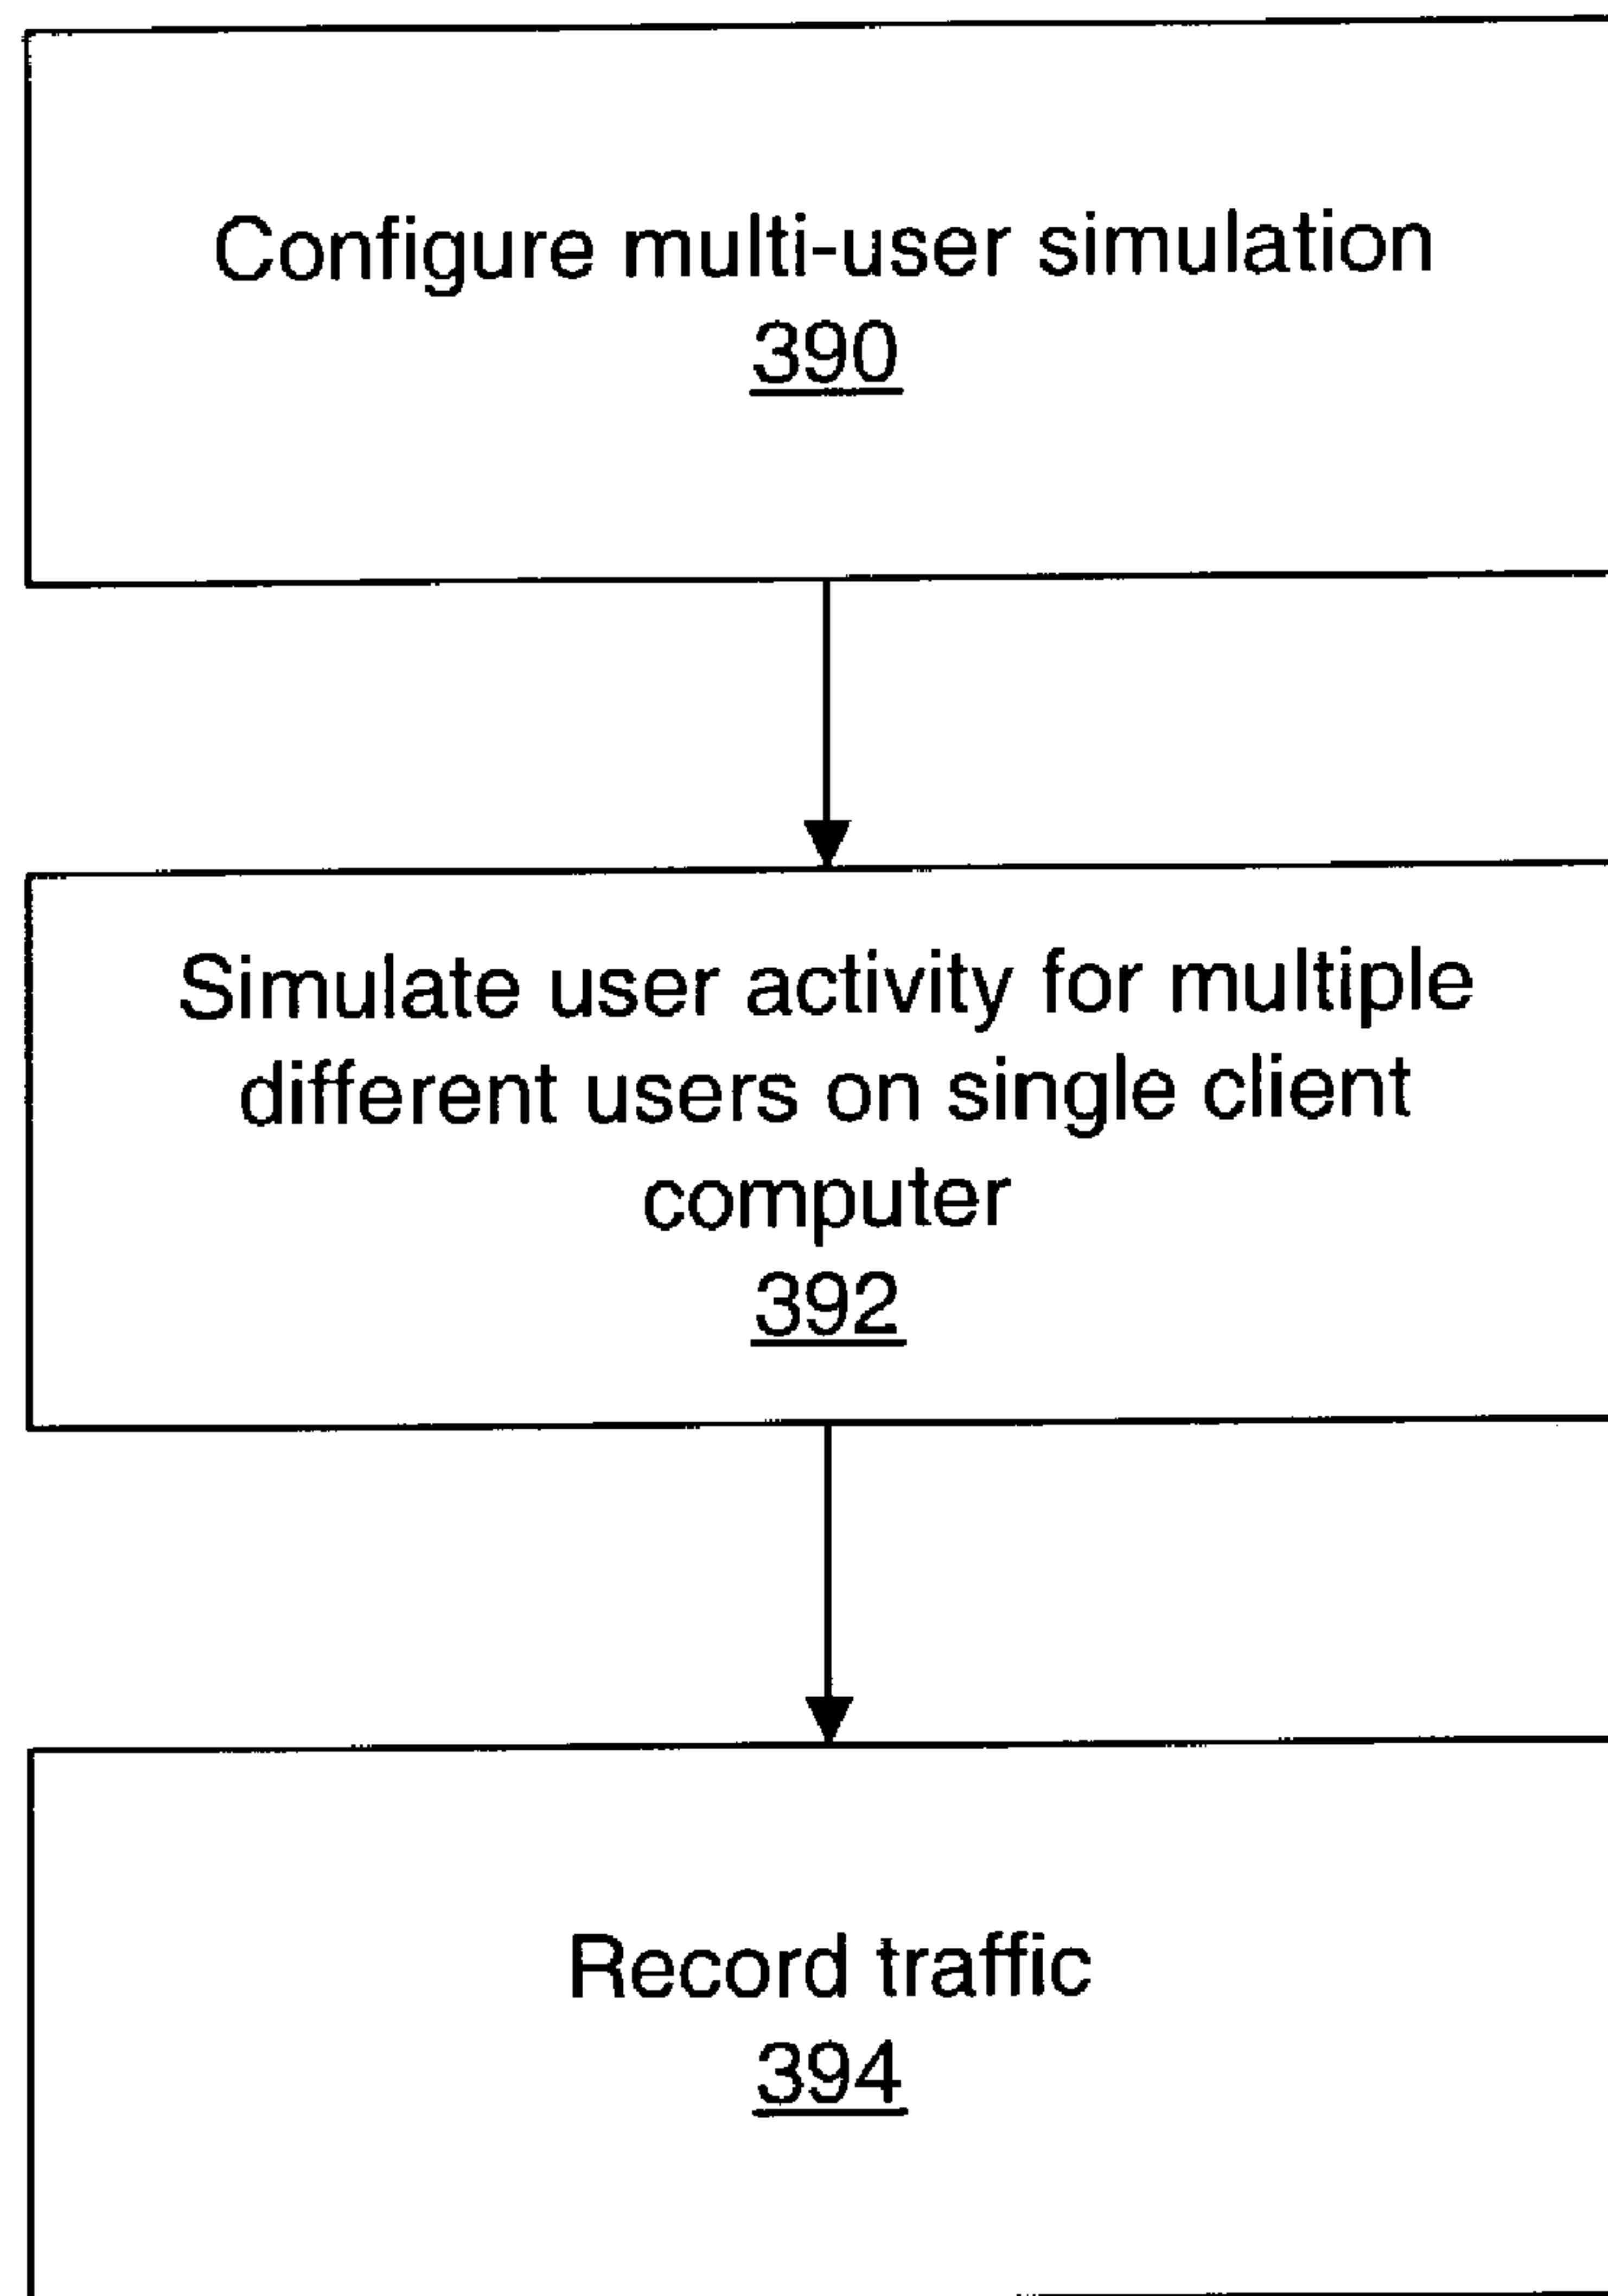 Configure multi-user simulation
390
Simulate user activity for multiple
different users on single client
computer
392
Record traffic
394